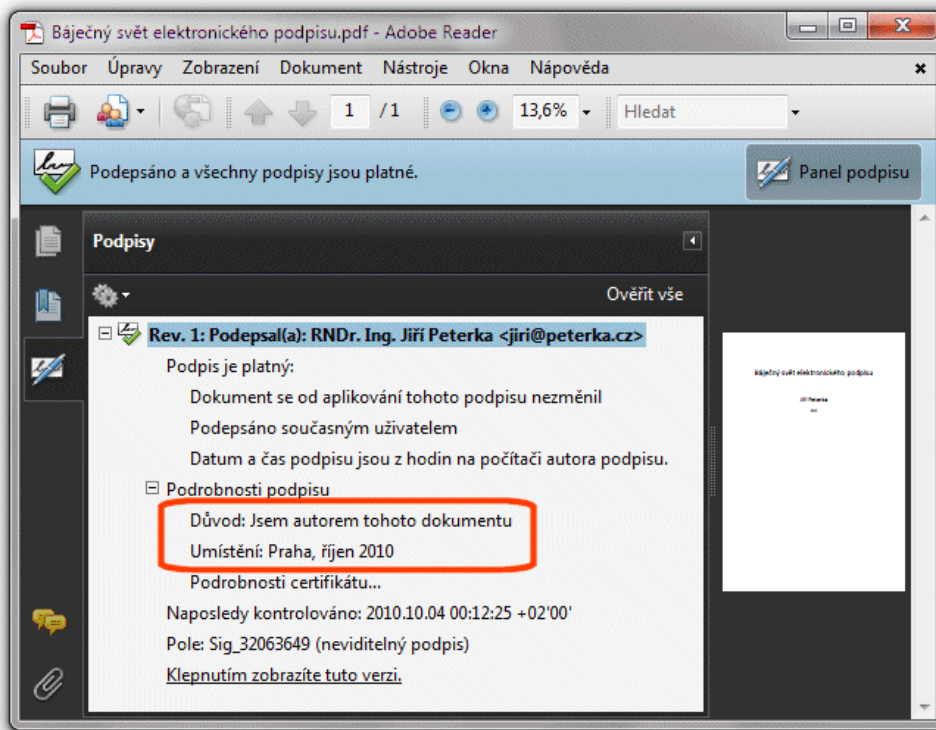 Báječný svět elektronického podpisu.pdf - Adobe Reader
Soubor Úpravy Zobrazení Dokument Nástroje Okna Nápověda
1 /1 13,6% Hledat
Podepsáno a všechny podpisy jsou platné. Panel podpisu
Podpisy
Ověřit vše
Rev. 1: Podepsal(a): RNDr. Ing. Jiří Peterka <jiri@peterka.cz>
Podpis je platný:
Dokument se od aplikování tohoto podpisu nezměnil
Podepsáno současným uživatelem
Datum a čas podpisu jsou z hodin na počítači autora podpisu.
Podrobnosti podpisu
Důvod: Jsem autorem tohoto dokumentu
Umístění: Praha, říjen 2010
Podrobnosti certifikátu...
Naposledy kontrolováno: 2010.10.04 00:12:25 +02'00'
Pole: Sig_32063649 (neviditelný podpis)
Klepnutím zobrazíte tuto verzi.
Báječný svět elektronického podpisu
Jiří Peterka